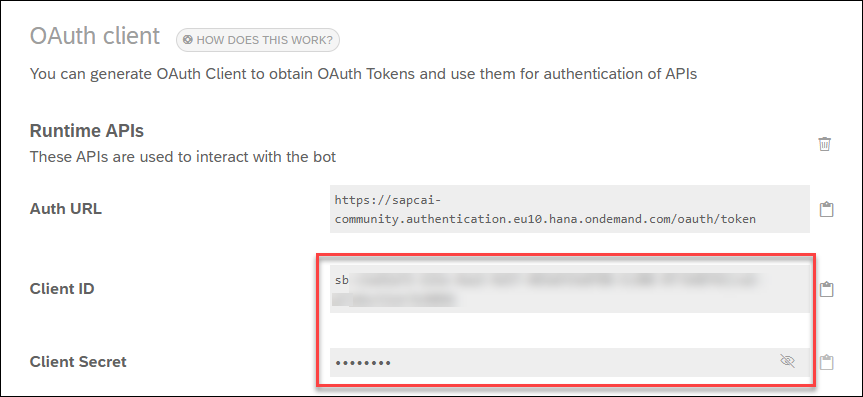 OAuth client
HOW DOES THIS WORK?
You can generate OAuth Client to obtain OAuth Tokens and use them for authentication of APIs
Runtime APIs
These APIs are used to interact with the bot
Auth URL
https://sapcai-
community.authentication.eu10.hana.ondemand.com/oauth/token
Client ID
sb
Client Secret
••••••••